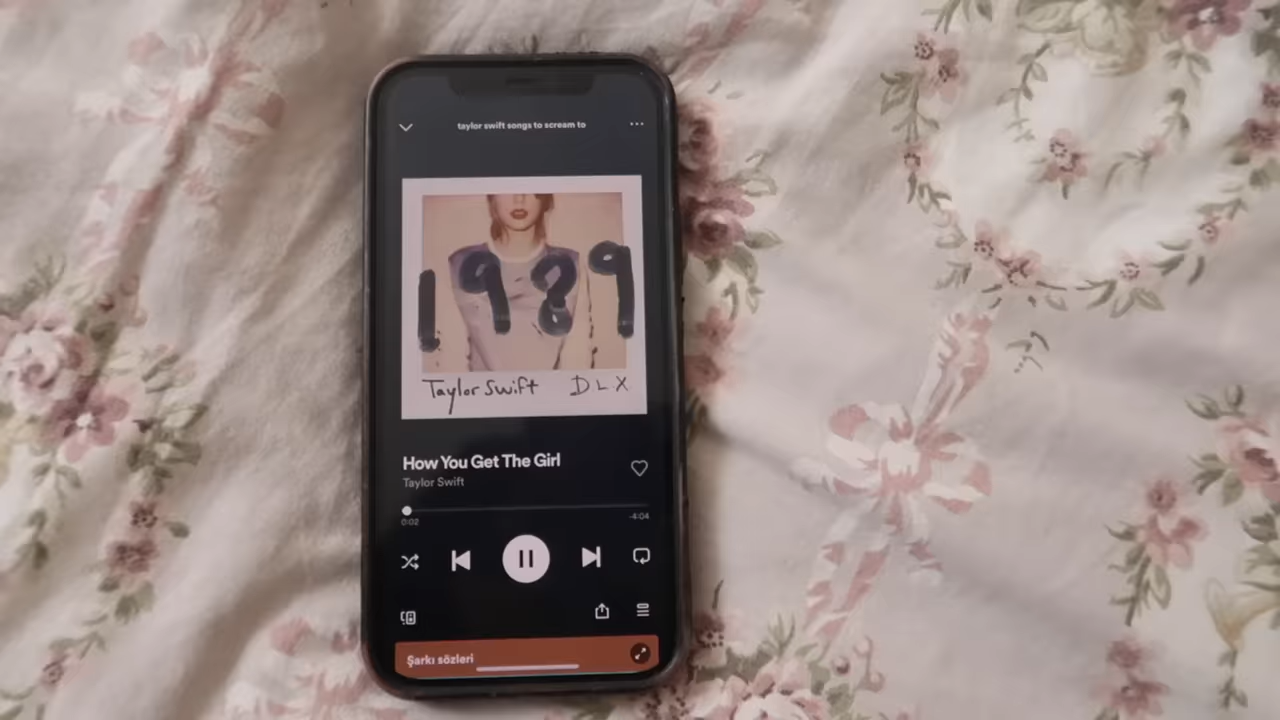 taylor swift songs to scream to
1989
Taylor Swift DLX
How You Get The Girl
Taylor Swift
0:02 -4:04
Şarkı sözleri